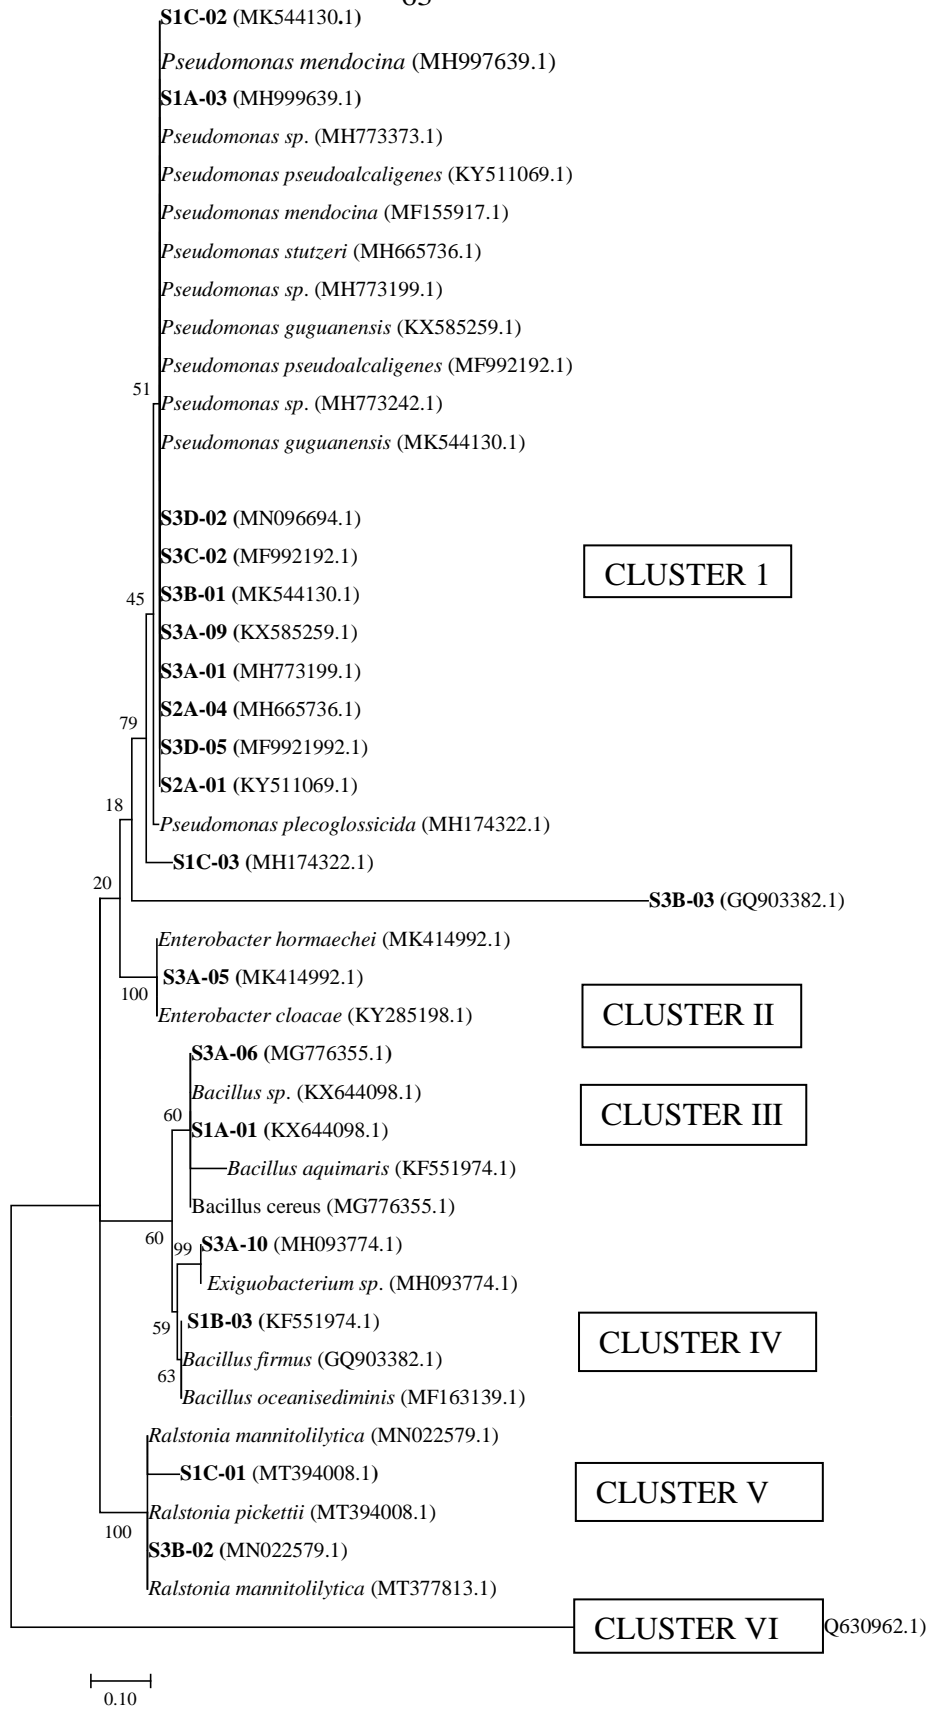 S1C-02 (MK544130.1)
Pseudomonas mendocina (MH997639.1)
S1A-03 (MH999639.1)
Pseudomonas sp. (MH773373.1)
Pseudomonas pseudoalcaligenes (KY511069.1)
Pseudomonas mendocina (MF155917.1)
Pseudomonas stutzeri (MH665736.1)
Pseudomonas sp. (MH773199.1)
Pseudomonas guguanensis (KX585259.1)
Pseudomonas pseudoalcaligenes (MF992192.1)
51
Pseudomonas sp. (MH773242.1)
Pseudomonas guguanensis (MK544130.1)
S3D-02 (MN096694.1)
S3C-02 (MF992192.1)
CLUSTER 1
45
S3B-01 (MK544130.1)
S3A-09 (KX585259.1)
S3A-01 (MH773199.1)
S2A-04 (MH665736.1)
79
S3D-05 (MF9921992.1)
S2A-01 (KY511069.1)
18
Pseudomonas plecoglossicida (MH174322.1)
S1C-03 (MH174322.1)
20
S3B-03 (GQ903382.1)
Enterobacter hormaechei (MK414992.1)
S3A-05 (MK414992.1)
100
Enterobacter cloacae (KY285198.1)
CLUSTER II
S3A-06 (MG776355.1)
Bacillus sp. (KX644098.1)
CLUSTER III
60
S1A-01 (KX644098.1)
Bacillus aquimaris (KF551974.1)
Bacillus cereus (MG776355.1)
60
99
S3A-10 (MH093774.1)
Exiguobacterium sp. (MH093774.1)
S1B-03 (KF551974.1)
59
CLUSTER IV
Bacillus firmus (GQ903382.1)
63
Bacillus oceanisediminis (MF163139.1)
Ralstonia mannitolilytica (MN022579.1)
S1C-01 (MT394008.1)
CLUSTER V
Ralstonia pickettii (MT394008.1)
100
S3B-02 (MN022579.1)
Ralstonia mannitolilytica (MT377813.1)
CLUSTER VI
Q630962.1)
0.10